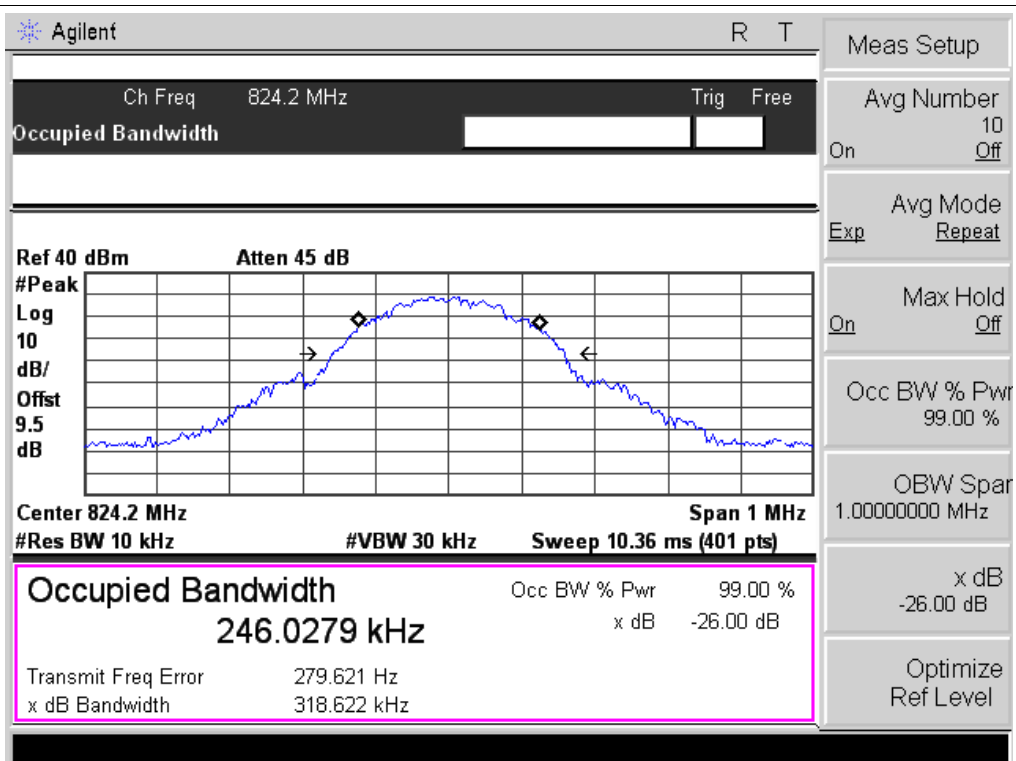 Agilent R T
Ch Freq 824.2 MHz Trig Free
Occupied Bandwidth
Ref 40 dBm Atten 45 dB
#Peak
Log
10
dB/
Offst
9.5
dB
Center 824.2 MHz Span 1 MHz
#Res BW 10 kHz #VBW 30 kHz Sweep 10.36 ms (401 pts)
Occupied Bandwidth
246.0279 kHz
Occ BW % Pwr 99.00 %
x dB -26.00 dB
Transmit Freq Error 279.621 Hz
x dB Bandwidth 318.622 kHz
Meas Setup
Avg Number
10
On Off
Avg Mode
Exp Repeat
Max Hold
On Off
Occ BW % Pwr
99.00 %
OBW Span
1.00000000 MHz
x dB
-26.00 dB
Optimize
Ref Level